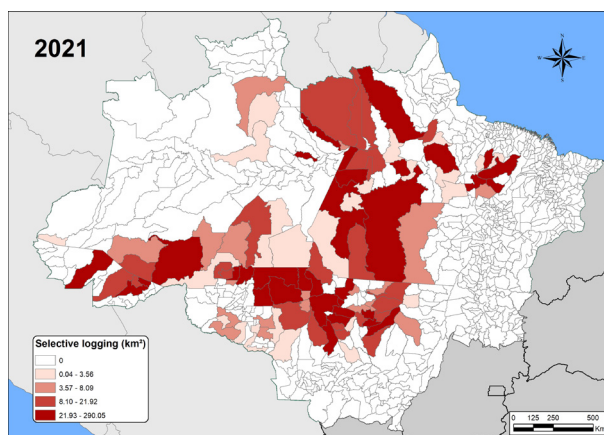 2021
N
W E
S
Selective logging (km²)
0
0.04 - 3.56
3.57 - 8.09
8.10 - 21.92
21.93 - 290.05
0 125 250 500
Km